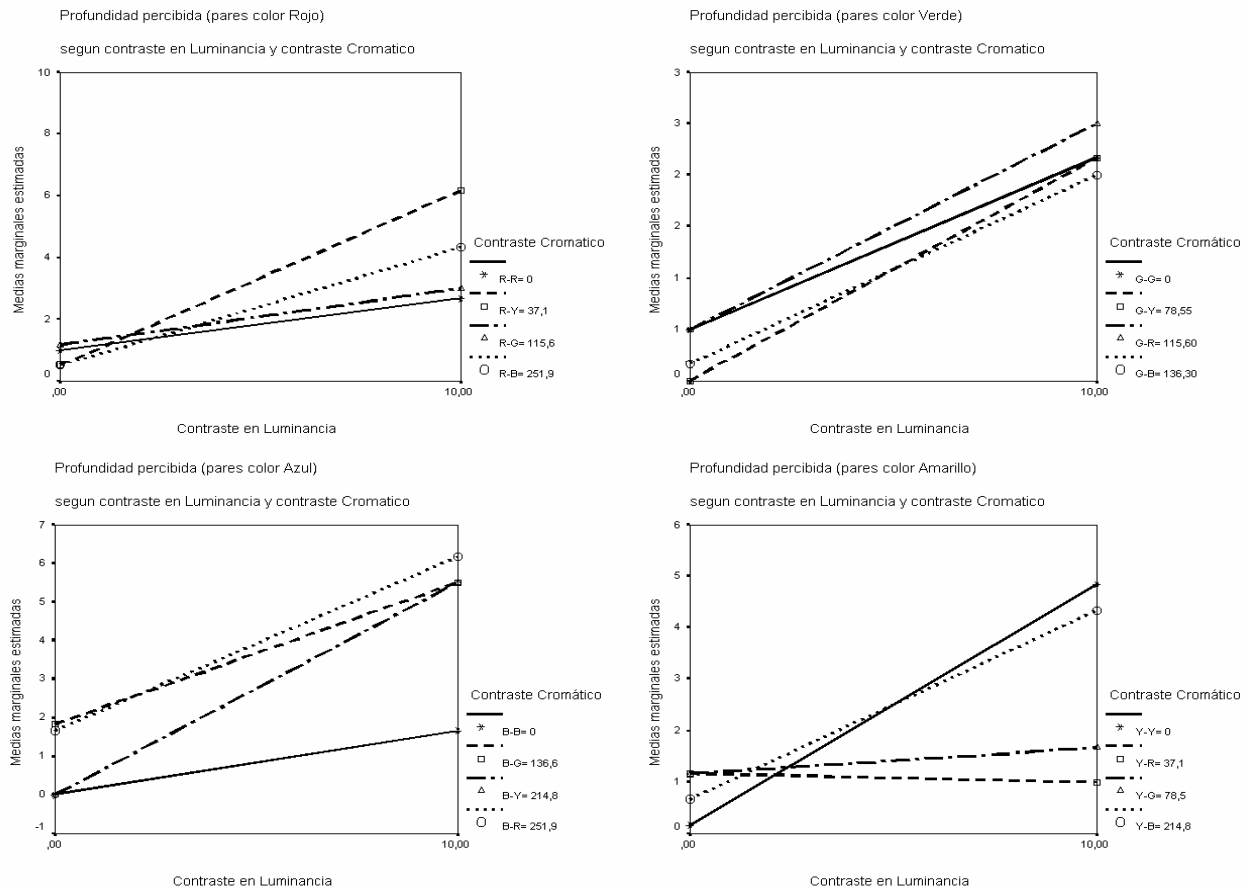 Profundidad percibida (pares color Rojo)
segun contraste en Luminancia y contraste Cromatico
10
8
6
4
2
0
Medias marginales estimadas
,00
10,00
Contraste en Luminancia
Contraste Cromatico
R-R= 0
R-Y= 37,1
R-G= 115,6
R-B= 251,9
Profundidad percibida (pares color Verde)
segun contraste en Luminancia y contraste Cromatico
3
3
2
2
1
1
0
Medias marginales estimadas
,00
10,00
Contraste en Luminancia
Contraste Cromático
G-G= 0
G-Y= 78,55
G-R= 115,60
G-B= 136,30
Profundidad percibida (pares color Azul)
segun contraste en Luminancia y contraste Cromatico
7
6
5
4
3
2
1
0
-1
Medias marginales estimadas
,00
10,00
Contraste en Luminancia
Contraste Cromático
B-B= 0
B-G= 136,6
B-Y= 214,8
B-R= 251,9
Profundidad percibida (pares color Amarillo)
segun contraste en Luminancia y contraste Cromatico
6
5
4
3
2
1
0
Medias marginales estimadas
,00
10,00
Contraste en Luminancia
Contraste Cromático
Y-Y= 0
Y-R= 37,1
Y-G= 78,5
Y-B= 214,8